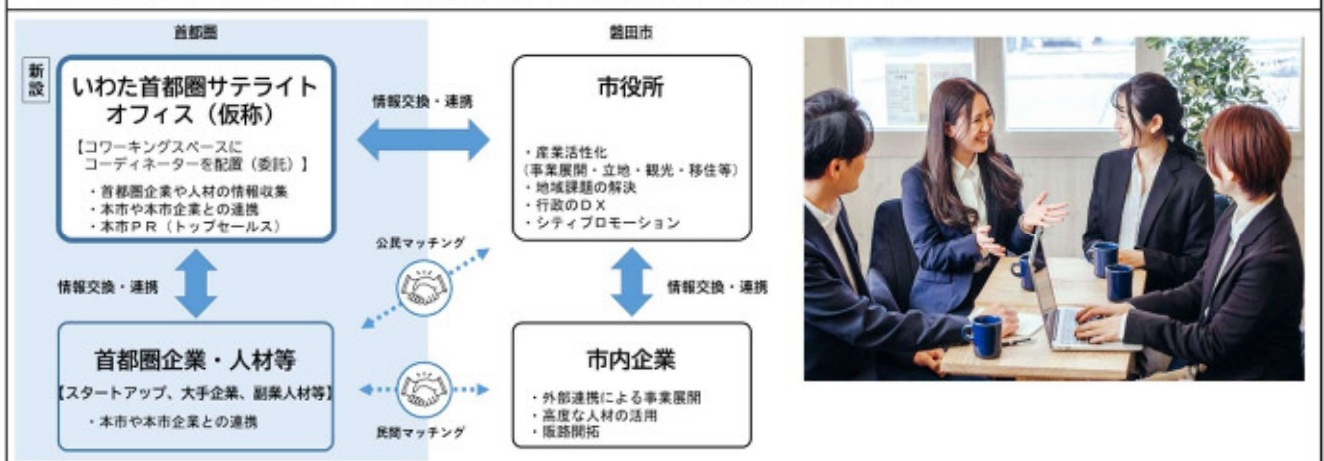 首都圏
磐田市
新設
いわた首都圏サテライト
オフィス（仮称）
【コワーキングスペースに
コーディネーターを配置（委託）】
・首都圏企業や人材の情報収集
・本市や本市企業との連携
・本市ＰＲ（トップセールス）
情報交換・連携
市役所
・産業活性化
（事業展開・立地・観光・移住等）
・地域課題の解決
・行政のＤＸ
・シティプロモーション
公民マッチング
情報交換・連携
情報交換・連携
首都圏企業・人材等
【スタートアップ、大手企業、副業人材等】
・本市や本市企業との連携
民間マッチング
市内企業
・外部連携による事業展開
・高度な人材の活用
・販路開拓